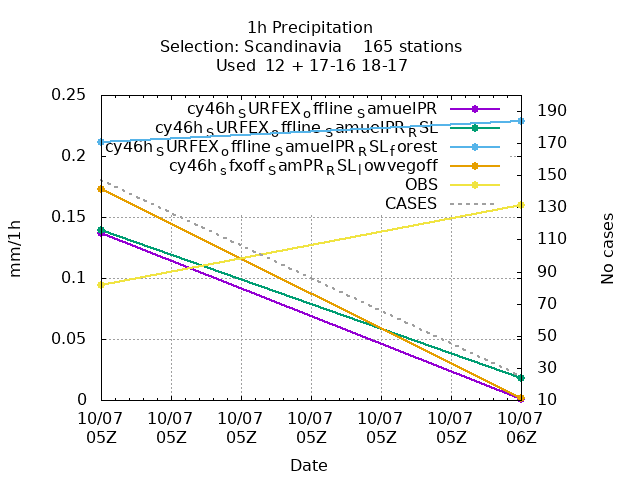 1h Precipitation
Selection: Scandinavia    165 stations
Used  12 + 17-16 18-17
0.25
0.2
0.15
0.1
0.05
0
mm/1h
cy46h_SURFEX_offline_SamuelPR
cy46h_SURFEX_offline_SamuelPR_RSL
cy46h_SURFEX_offline_SamuelPR_RSL_forest
cy46h_sfxoff_SamPR_RSL_lowvegoff
OBS
CASES
190
170
150
130
110
90
70
50
30
10
No cases
10/07 10/07 10/07 10/07 10/07 10/07 10/07
05Z 05Z 05Z 05Z 05Z 05Z 06Z
Date